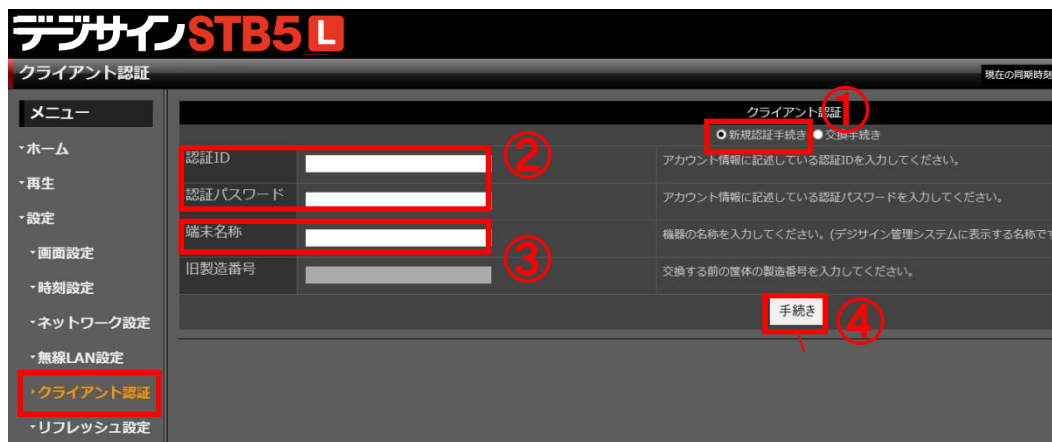 デジサインSTB5 L
クライアント認証
現在の同期時刻
メニュー
クライアント認証
①
ホーム
新規認証手続き 交換手続き
認証ID
②
アカウント情報に記述している認証IDを入力してください。
再生
認証パスワード
アカウント情報に記述している認証パスワードを入力してください。
設定
端末名称
機器の名称を入力してください。(デジサイン管理システムに表示する名称です
画面設定
③
旧製造番号
交換する前の筐体の製造番号を入力してください。
時刻設定
手続き
④
ネットワーク設定
無線LAN設定
クライアント認証
リフレッシュ設定